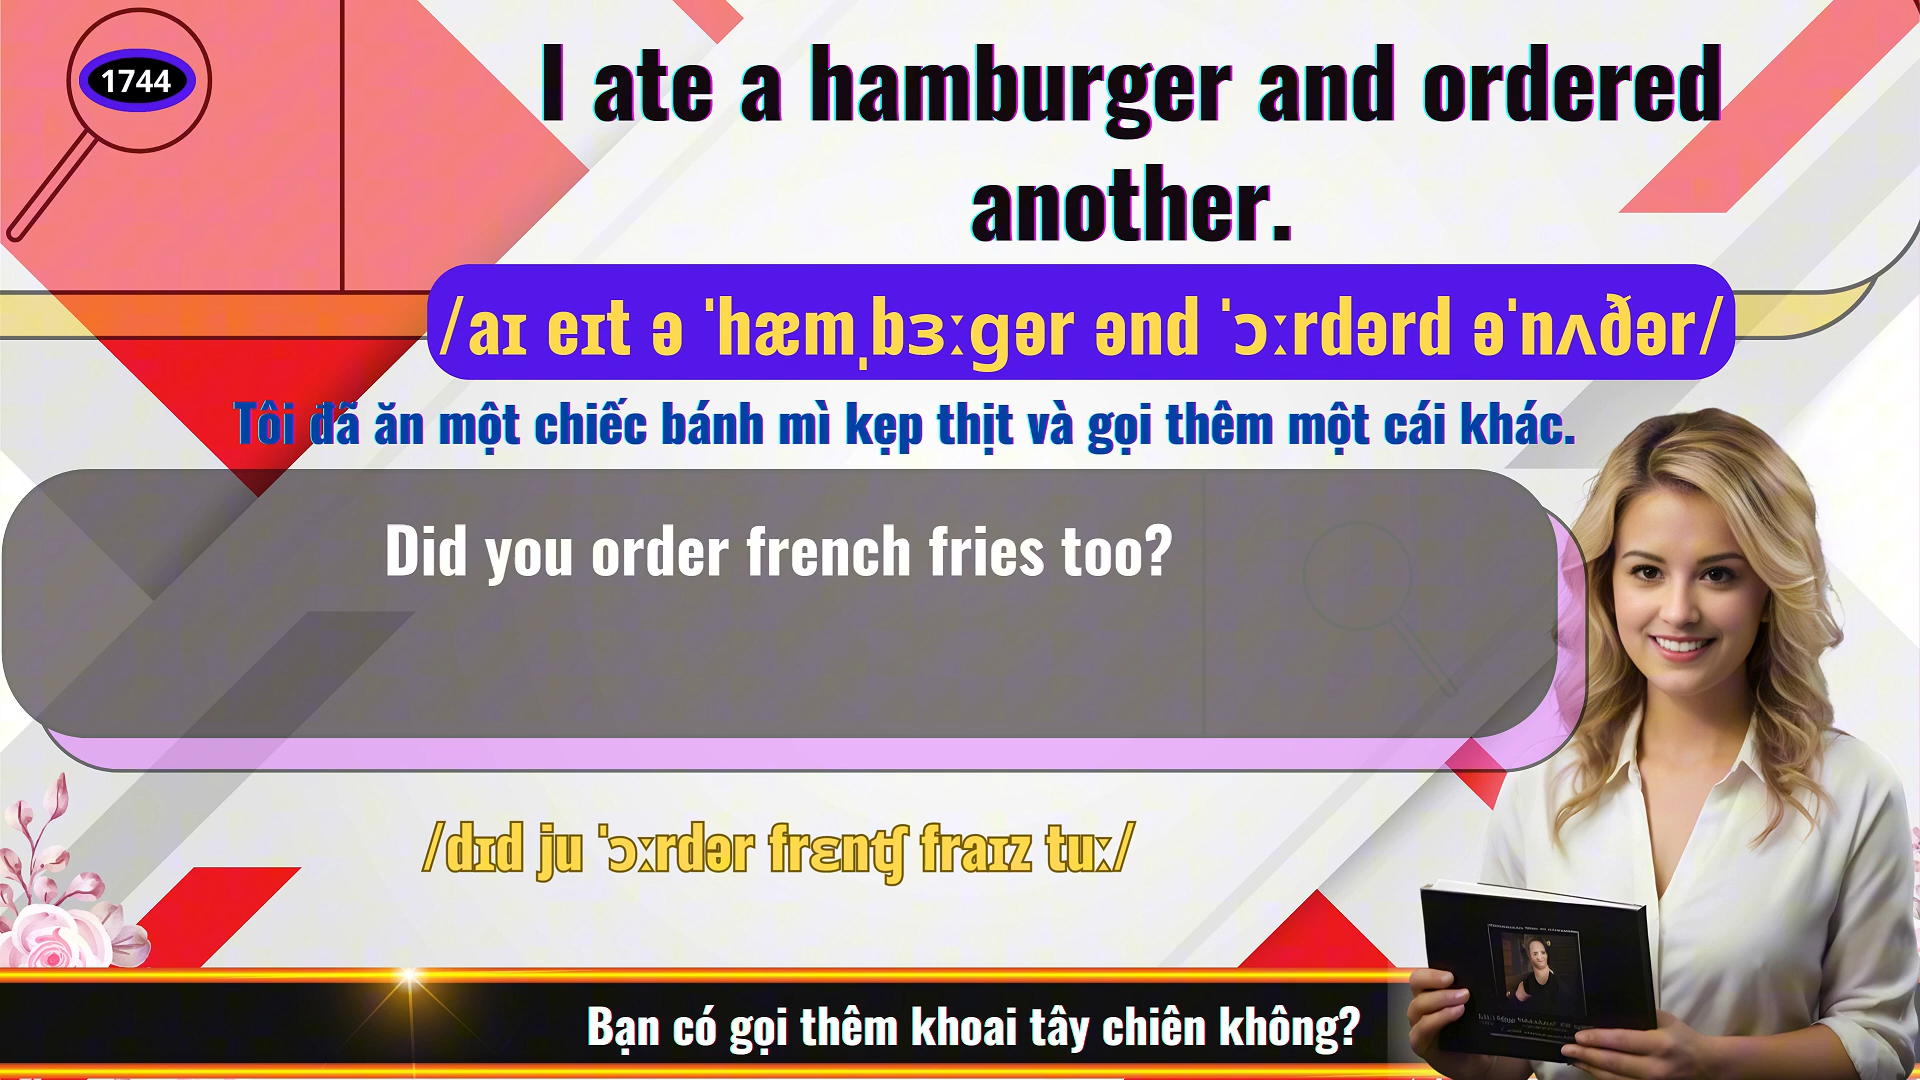 1744
I ate a hamburger and ordered
another.
/aɪ eɪt ə ˈhæmˌbɜːɡər ənd ˈɔːrdərd əˈnʌðər/
Tôi đã ăn một chiếc bánh mì kẹp thịt và gọi thêm một cái khác.
Did you order french fries too?
/dɪd ju ˈɔːrdər frɛnʧ fraɪz tuː/
Bạn có gọi thêm khoai tây chiên không?